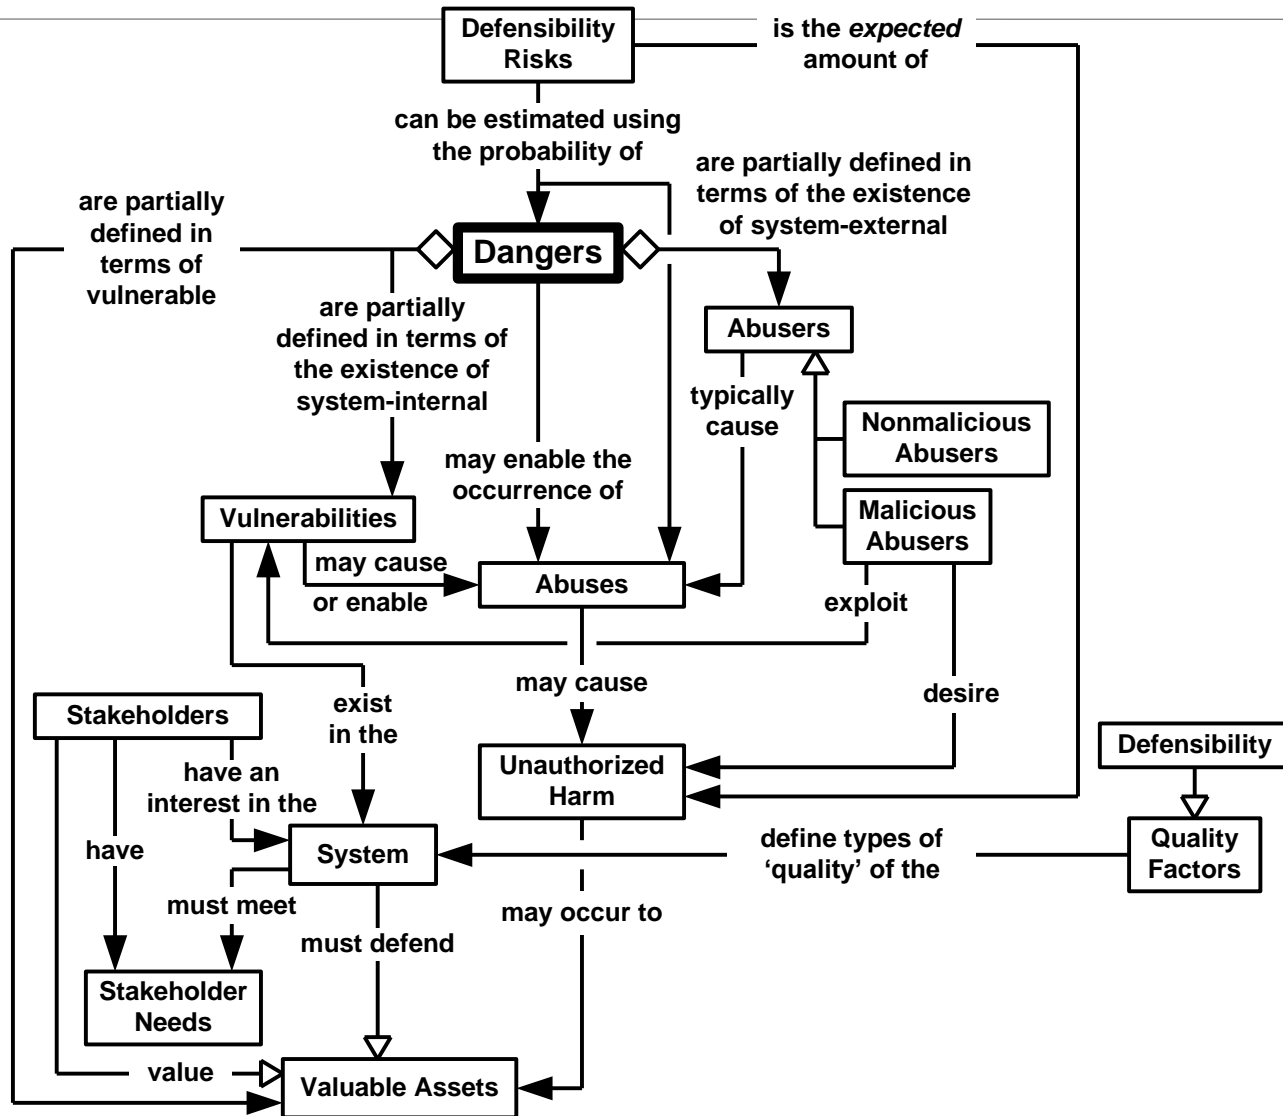 Defensibility
Risks
is the expected
amount of
can be estimated using
the probability of
are partially defined in
terms of the existence
of system-external
are partially
defined in
terms of
vulnerable
Dangers
are partially
defined in terms of
the existence of
system-internal
Abusers
typically
cause
Nonmalicious
Abusers
may enable the
occurrence of
Vulnerabilities
Malicious
Abusers
may cause
or enable
Abuses
exploit
may cause
desire
Stakeholders
exist
in the
Unauthorized
Harm
Defensibility
have an
interest in the
have
System
define types of
‘quality’ of the
Quality
Factors
must meet
may occur to
must defend
Stakeholder
Needs
value
Valuable Assets